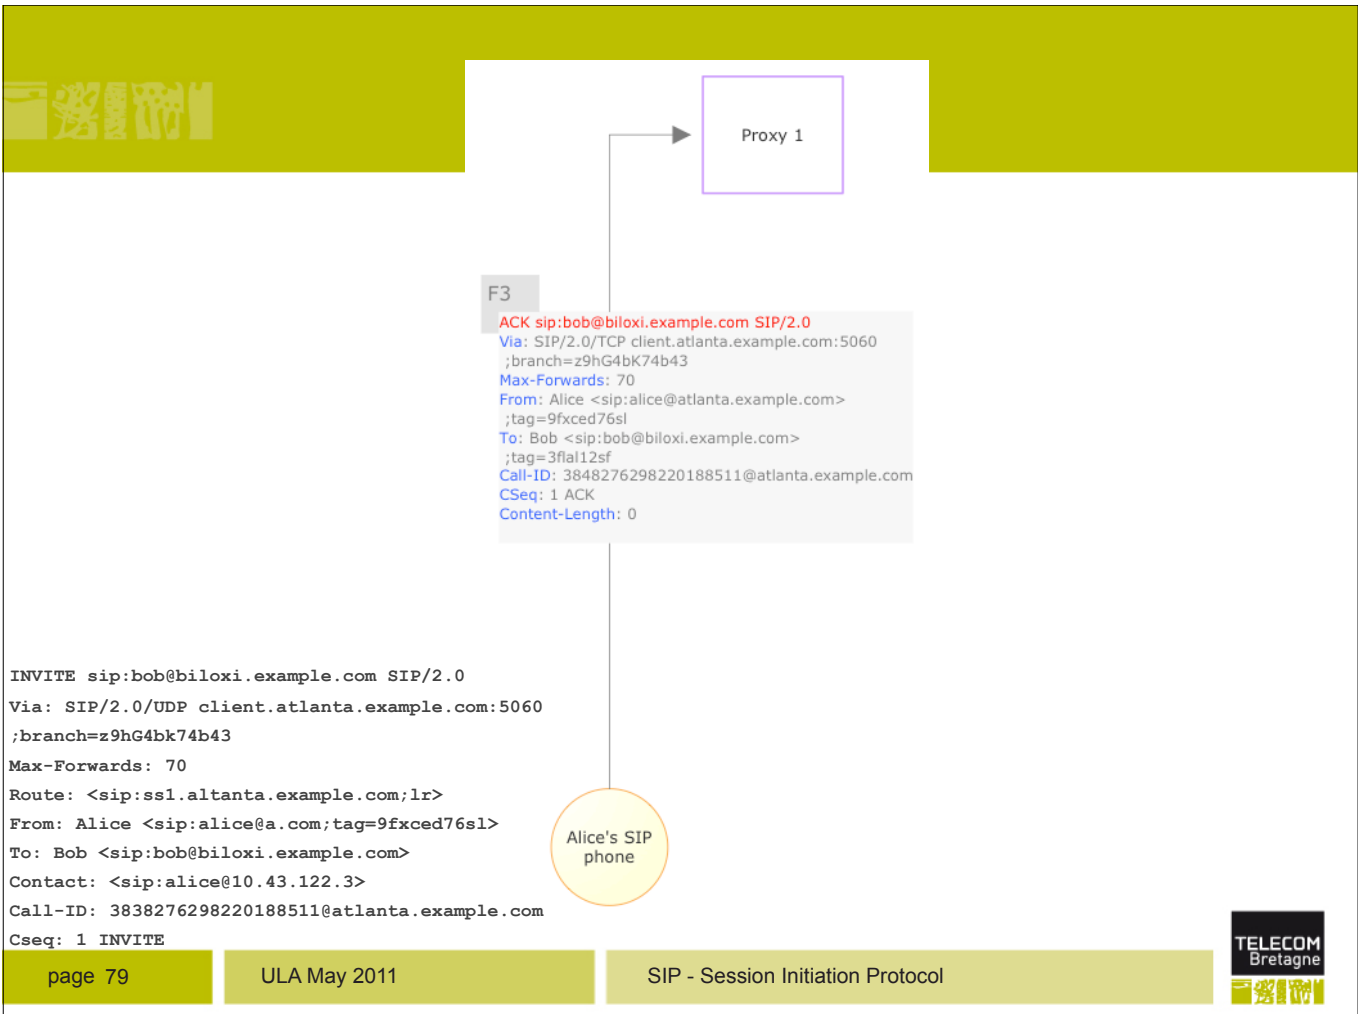 Proxy 1
F3
ACK sip:bob@biloxi.example.com SIP/2.0
Via: SIP/2.0/TCP client.atlanta.example.com:5060
;branch=z9hG4bK74b43
Max-Forwards: 70
From: Alice <sip:alice@atlanta.example.com>
;tag=9fxced76sl
To: Bob <sip:bob@biloxi.example.com>
;tag=3flal12sf
Call-ID: 3848276298220188511@atlanta.example.com
CSeq: 1 ACK
Content-Length: 0
INVITE sip:bob@biloxi.example.com SIP/2.0
Via: SIP/2.0/UDP client.atlanta.example.com:5060
;branch=z9hG4bk74b43
Max-Forwards: 70
Route: <sip:ss1.altanta.example.com;lr>
From: Alice <sip:alice@a.com;tag=9fxced76sl>
To: Bob <sip:bob@biloxi.example.com>
Contact: <sip:alice@10.43.122.3>
Call-ID: 3838276298220188511@atlanta.example.com
Cseq: 1 INVITE
Alice's SIP
phone
page 79
ULA May 2011
SIP - Session Initiation Protocol
TELECOM
Bretagne